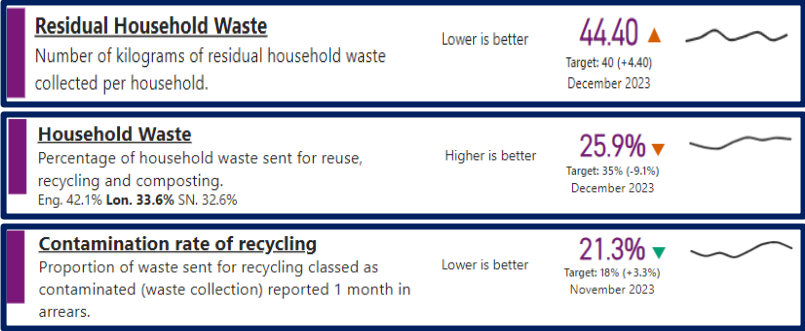 Residual Household Waste
Number of kilograms of residual household waste
collected per household.
Lower is better
44.40
Target: 40 (+4.40)
December 2023
Household Waste
Percentage of household waste sent for reuse,
recycling and composting.
Eng. 42.1% Lon. 33.6% SN. 32.6%
Higher is better
25.9%
Target: 35% (-9.1%)
December 2023
Contamination rate of recycling
Proportion of waste sent for recycling classed as
contaminated (waste collection) reported 1 month in
arrears.
Lower is better
21.3%
Target: 18% (+3.3%)
November 2023